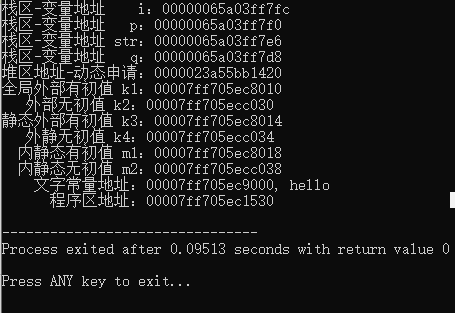 栈区-变量地址    i：00000065a03ff7fc
栈区-变量地址    p：00000065a03ff7f0
栈区-变量地址  str：00000065a03ff7e6
栈区-变量地址    q：00000065a03ff7d8
堆区地址-动态申请：0000023a55bb1420
全局外部有初值 k1：00007ff705ec8010
外部无初值 k2：00007ff705ecc030
静态外部有初值 k3：00007ff705ec8014
外静无初值 k4：00007ff705ecc034
内静态有初值 m1：00007ff705ec8018
内静态无初值 m2：00007ff705ecc038
文字常量地址：00007ff705ec9000, hello
程序区地址：00007ff705ec1530
--------------------------------
Process exited after 0.09513 seconds with return value 0
Press ANY key to exit...